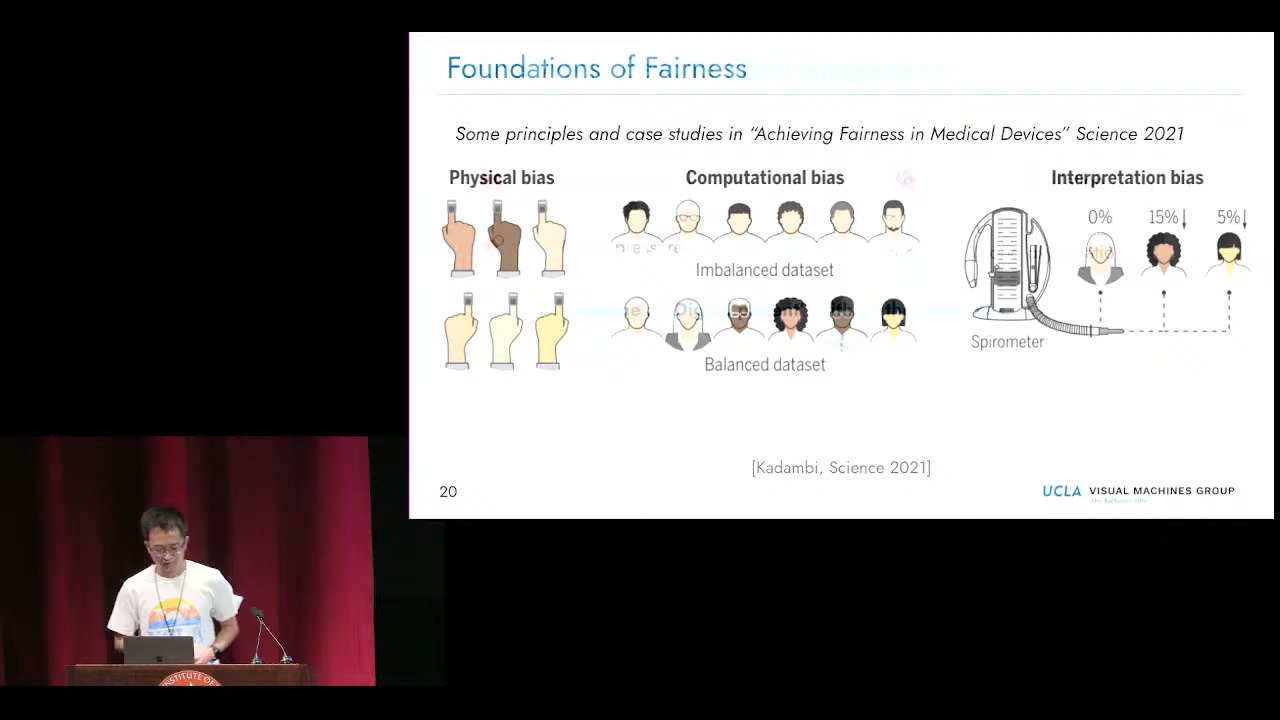 Foundations of Fairness
Some principles and case studies in “Achieving Fairness in Medical Devices” Science 2021
Physical bias
Computational bias
Interpretation bias
0%
15%↓
5%↓
Imbalanced dataset
Balanced dataset
Spirometer
[Kadambi, Science 2021]
20
UCLA VISUAL MACHINES GROUP
INSTITUTE OF